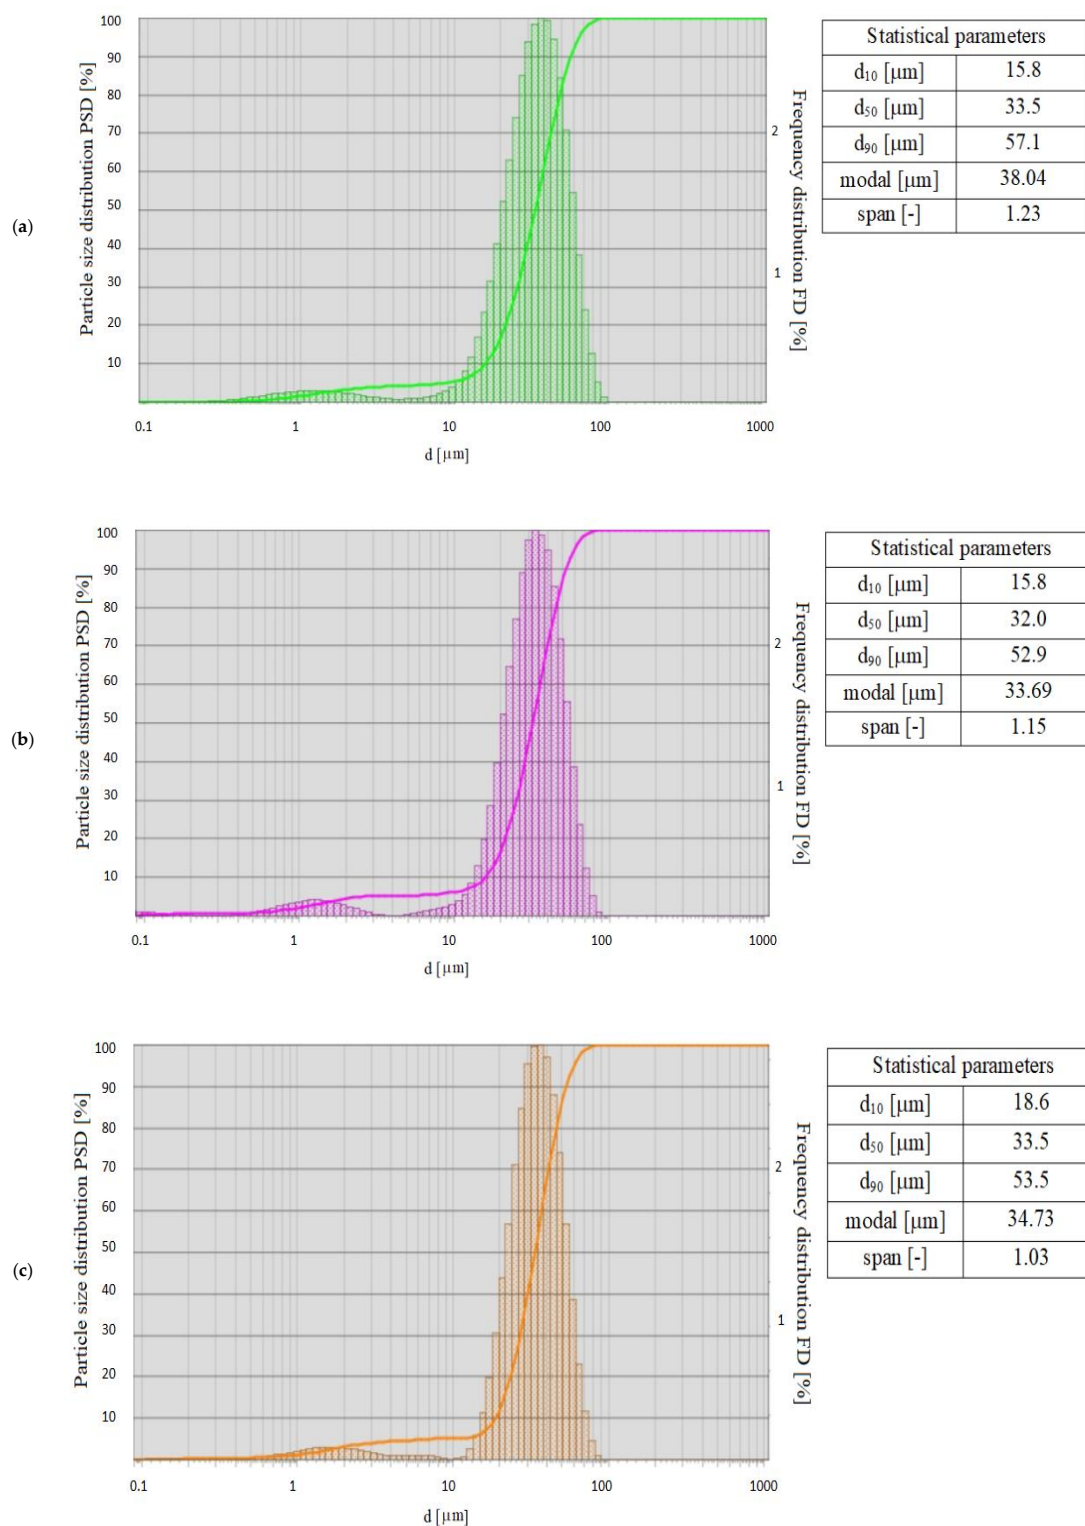 (a)
Particle size distribution PSD [%]
100
90
80
70
60
50
40
30
20
10
0.1 1 10 100 1000
d [μm]
2
1
Frequency distribution FD [%]
Statistical parameters
d₁₀ [μm] 15.8
d₅₀ [μm] 33.5
d₉₀ [μm] 57.1
modal [μm] 38.04
span [-] 1.23
(b)
Particle size distribution PSD [%]
100
90
80
70
60
50
40
30
20
10
0.1 1 10 100 1000
d [μm]
2
1
Frequency distribution FD [%]
Statistical parameters
d₁₀ [μm] 15.8
d₅₀ [μm] 32.0
d₉₀ [μm] 52.9
modal [μm] 33.69
span [-] 1.15
(c)
Particle size distribution PSD [%]
100
90
80
70
60
50
40
30
20
10
0.1 1 10 100 1000
d [μm]
2
1
Frequency distribution FD [%]
Statistical parameters
d₁₀ [μm] 18.6
d₅₀ [μm] 33.5
d₉₀ [μm] 53.5
modal [μm] 34.73
span [-] 1.03